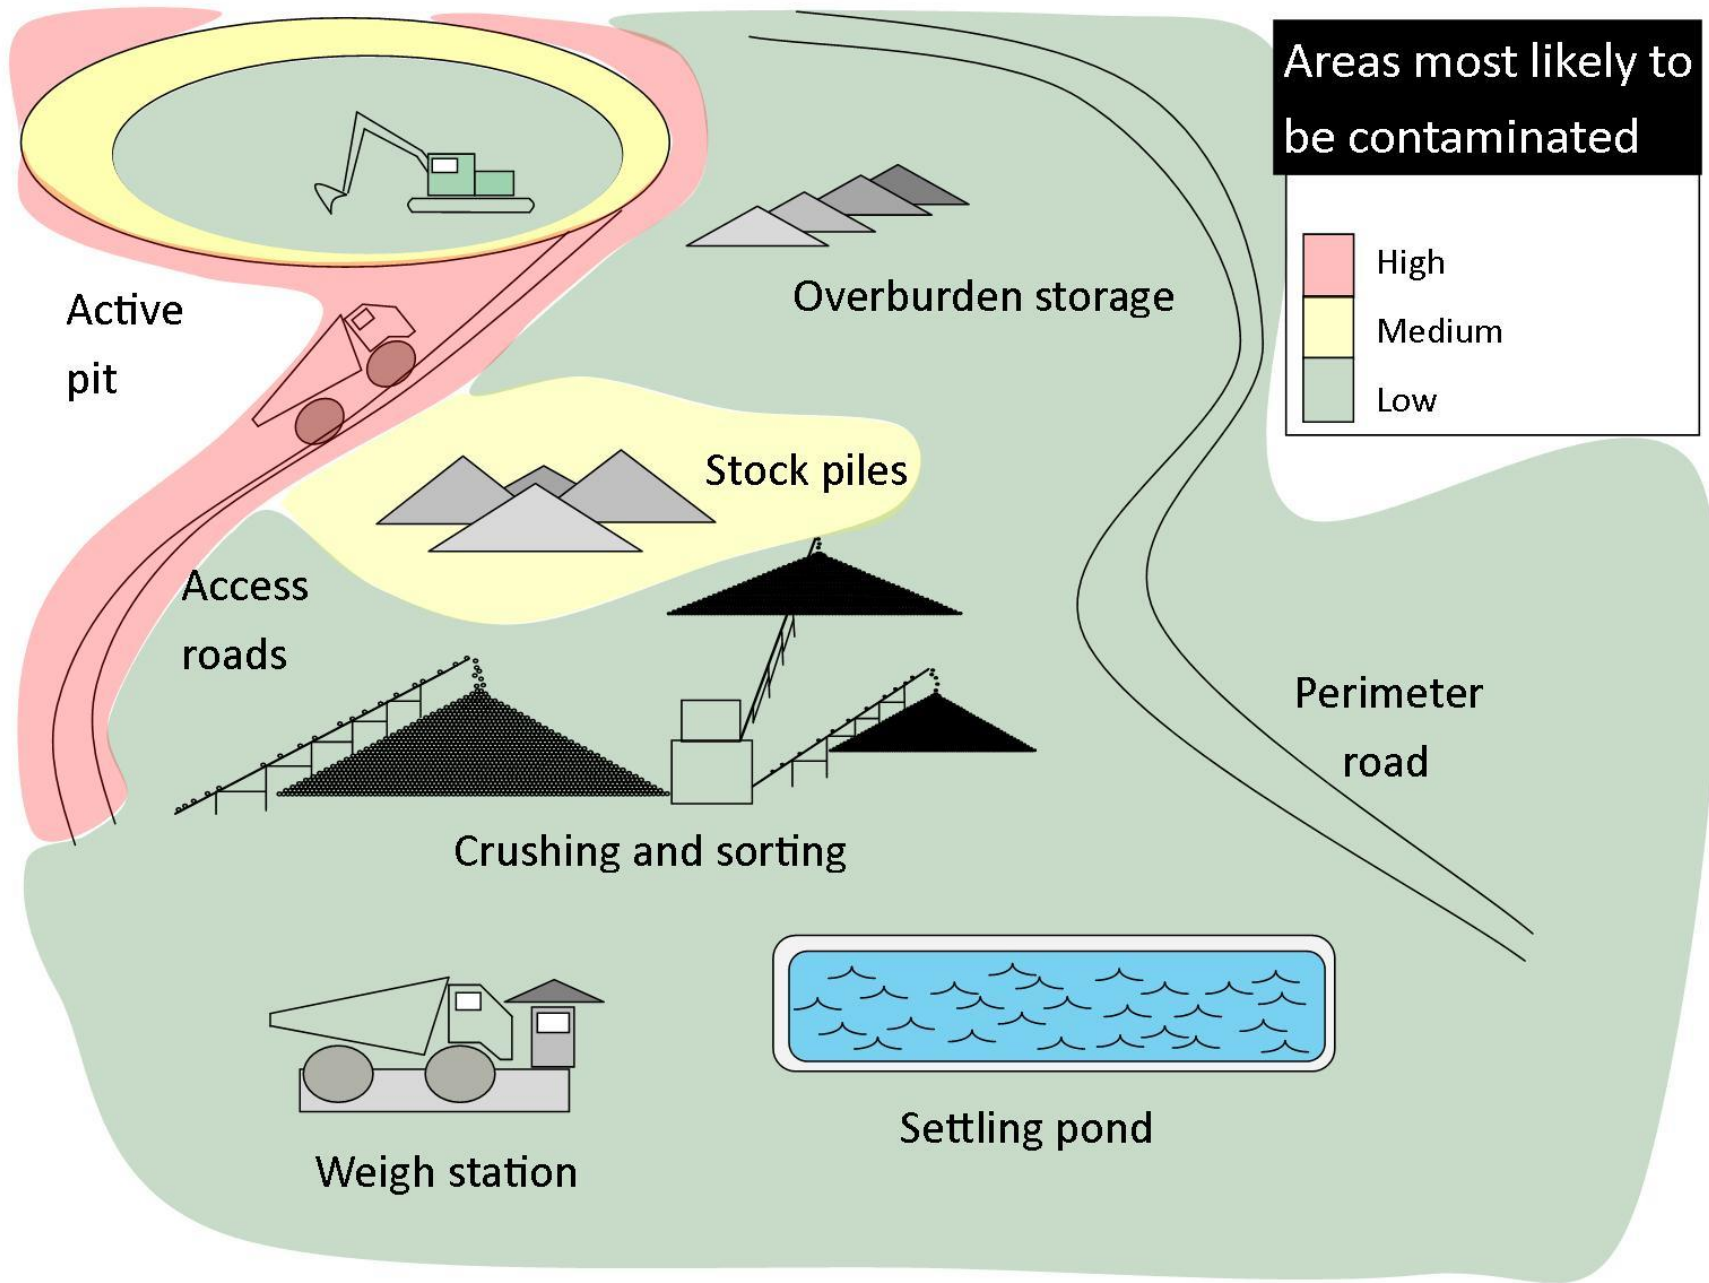 Areas most likely to
be contaminated
High
Medium
Low
Active
pit
Overburden storage
Stock piles
Access
roads
Perimeter
road
Crushing and sorting
Settling pond
Weigh station